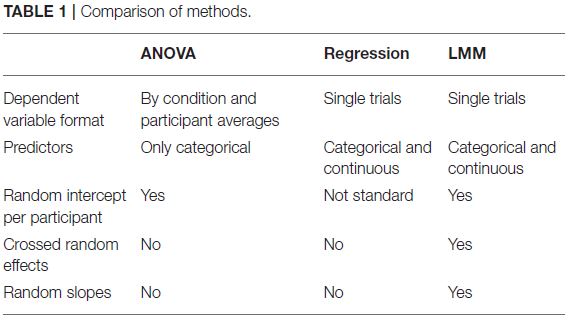 TABLE 1 | Comparison of methods.
ANOVA Regression LMM
Dependent By condition and Single trials Single trials
variable format participant averages
Predictors Only categorical Categorical and Categorical and
continuous continuous
Random intercept Yes Not standard Yes
per participant
Crossed random No No Yes
effects
Random slopes No No Yes